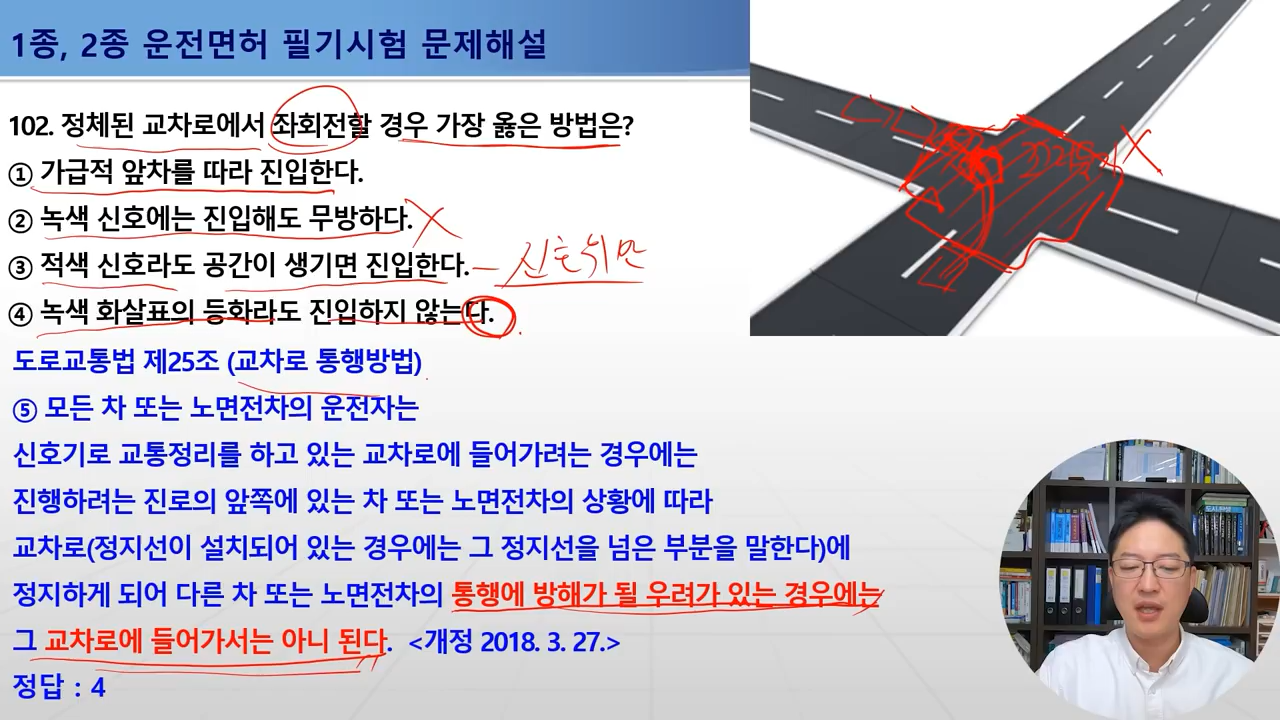 1종, 2종 운전면허 필기시험 문제해설
102. 정체된 교차로에서 좌회전할 경우 가장 옳은 방법은?
① 가급적 앞차를 따라 진입한다.
② 녹색 신호에는 진입해도 무방하다.
③ 적색 신호라도 공간이 생기면 진입한다. 신호위반
④ 녹색 화살표의 등화라도 진입하지 않는다.
도로교통법 제25조 (교차로 통행방법)
⑤ 모든 차 또는 노면전차의 운전자는
신호기로 교통정리를 하고 있는 교차로에 들어가려는 경우에는
진행하려는 진로의 앞쪽에 있는 차 또는 노면전차의 상황에 따라
교차로(정지선이 설치되어 있는 경우에는 그 정지선을 넘은 부분을 말한다)에
정지하게 되어 다른 차 또는 노면전차의 통행에 방해가 될 우려가 있는 경우에는
그 교차로에 들어가서는 아니 된다. <개정 2018. 3. 27.>
정답 : 4